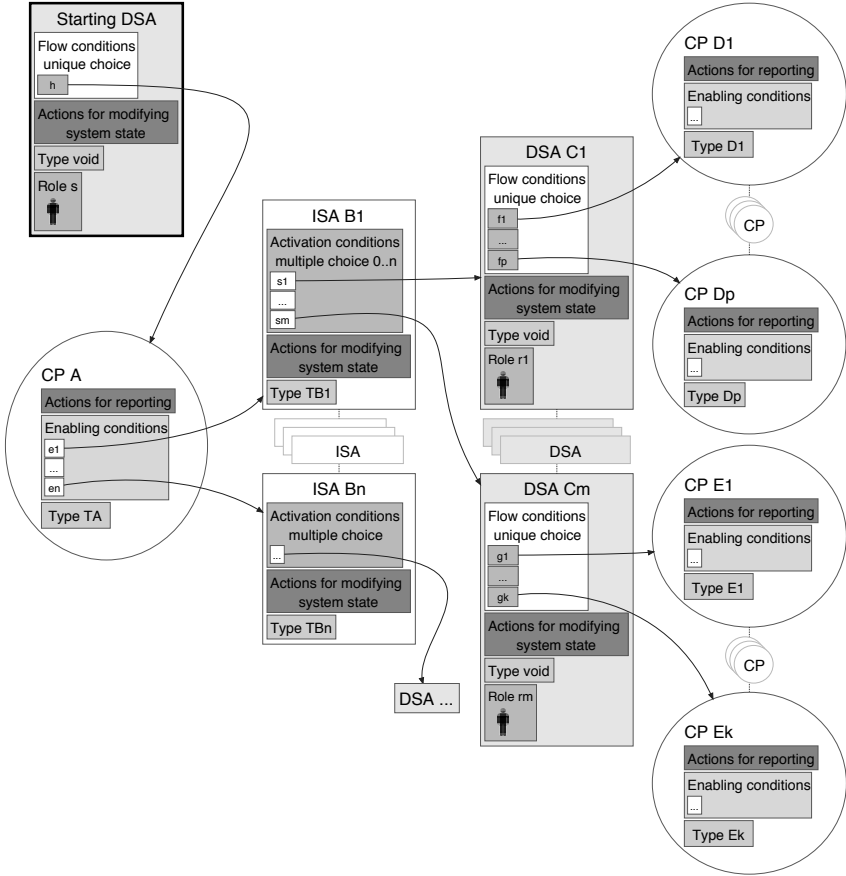 Starting DSA
Flow conditions
unique choice
h
Actions for modifying
system state
Type void
Role s
CP A
Actions for reporting
Enabling conditions
e1
...
en
Type TA
ISA B1
Activation conditions
multiple choice 0..n
s1
...
sm
Actions for modifying
system state
Type TB1
ISA
ISA Bn
Activation conditions
multiple choice
...
Actions for modifying
system state
Type TBn
DSA ...
DSA C1
Flow conditions
unique choice
f1
...
fp
Actions for modifying
system state
Type void
Role r1
DSA
DSA Cm
Flow conditions
unique choice
g1
...
gk
Actions for modifying
system state
Type void
Role rm
CP D1
Actions for reporting
Enabling conditions
...
Type D1
CP
CP Dp
Actions for reporting
Enabling conditions
...
Type Dp
CP E1
Actions for reporting
Enabling conditions
...
Type E1
CP
CP Ek
Actions for reporting
Enabling conditions
...
Type Ek